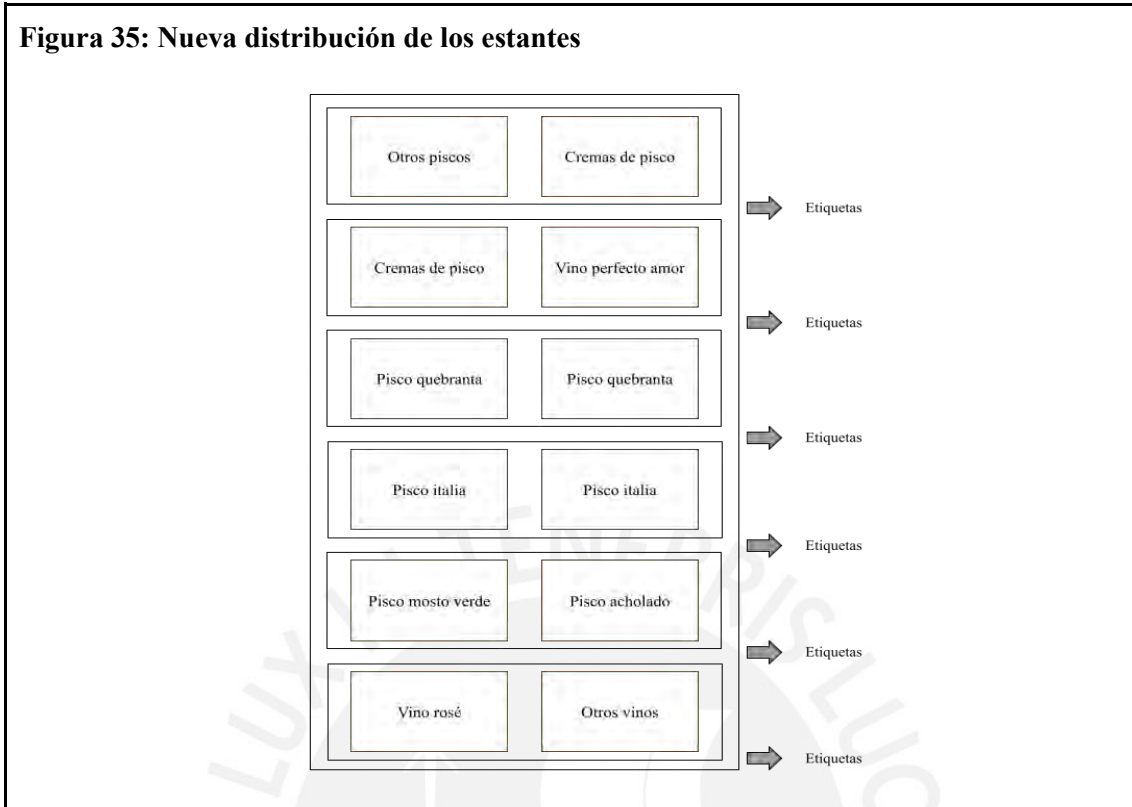 Figura 35: Nueva distribución de los estantes
Otros piscos
Cremas de pisco
Etiquetas
Cremas de pisco
Vino perfecto amor
Etiquetas
Pisco quebranta
Pisco quebranta
Etiquetas
Pisco italia
Pisco italia
Etiquetas
Pisco mosto verde
Pisco acholado
Etiquetas
Vino rosé
Otros vinos
Etiquetas